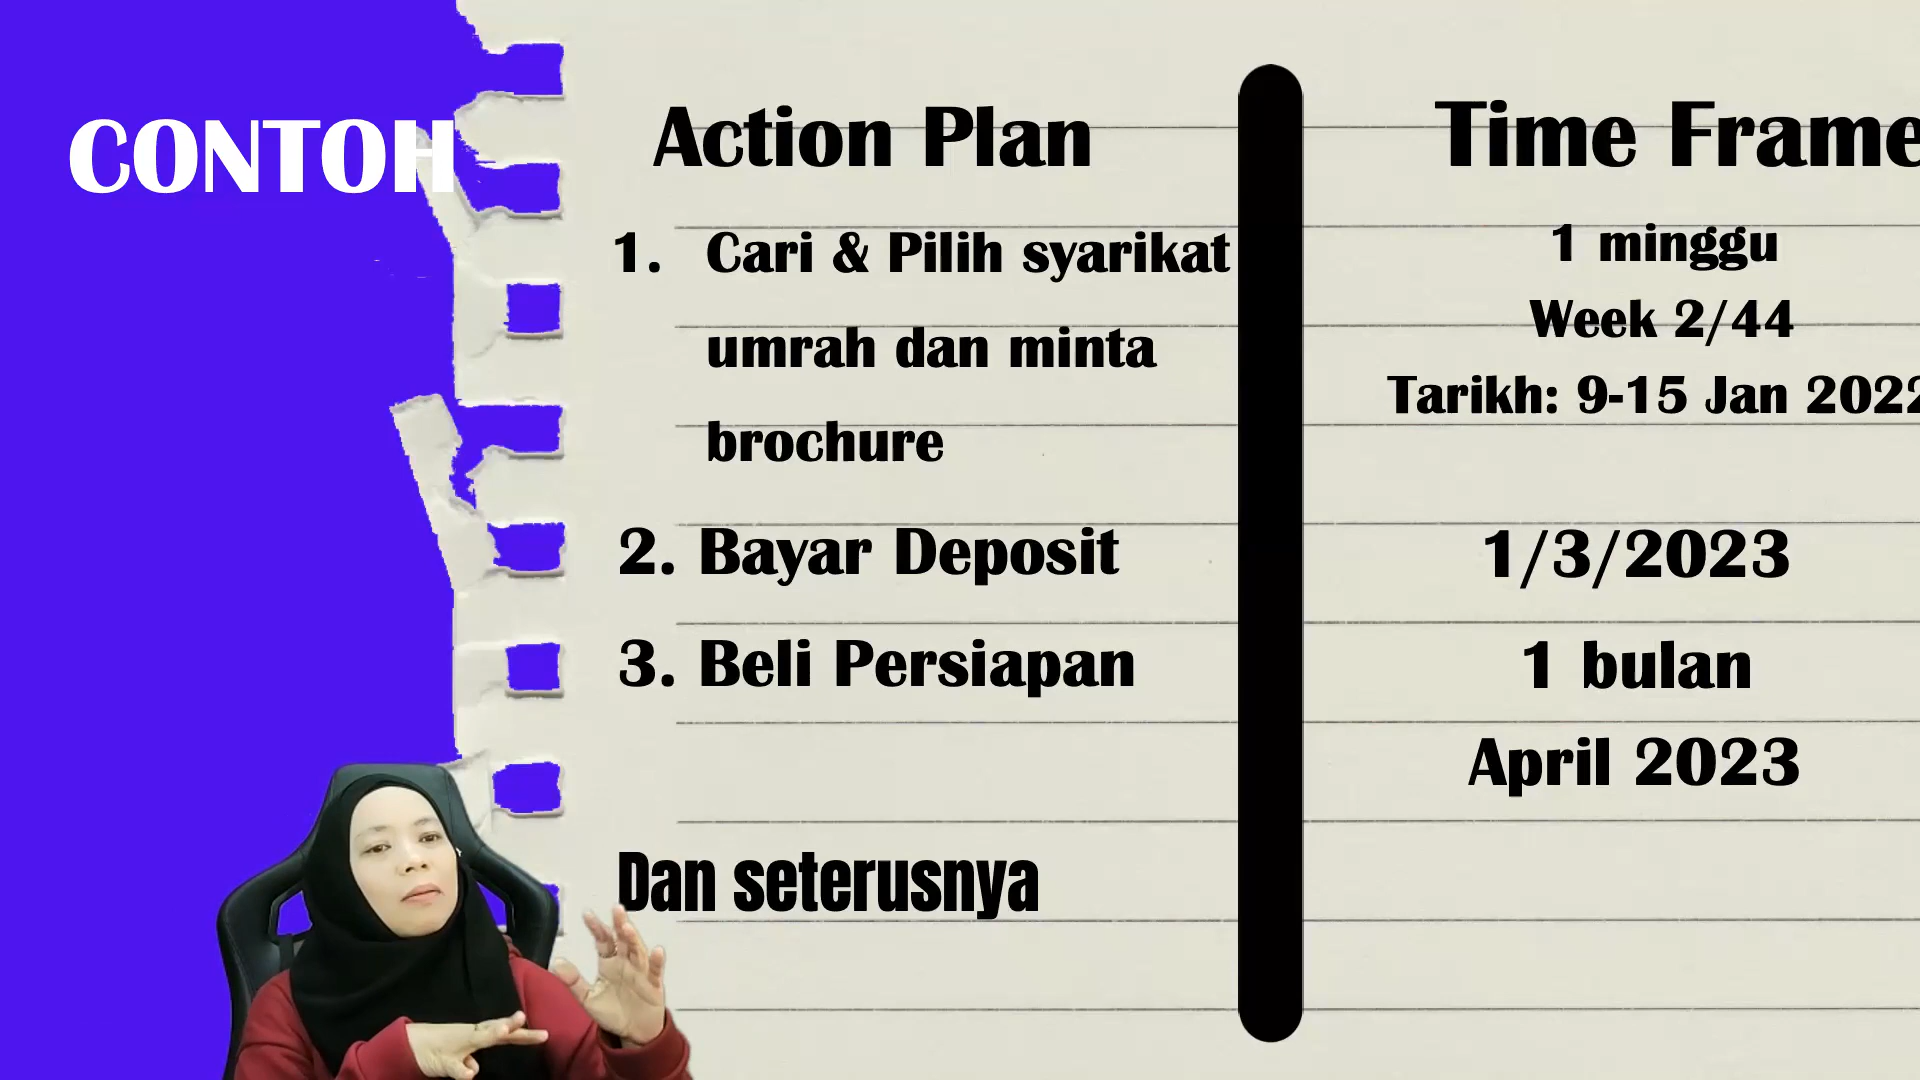 CONTOH
Action Plan
1. Cari & Pilih syarikat
umrah dan minta
brochure
2. Bayar Deposit
3. Beli Persiapan
Dan seterusnya
Time Frame
1 minggu
Week 2/44
Tarikh: 9-15 Jan 2022
1/3/2023
1 bulan
April 2023